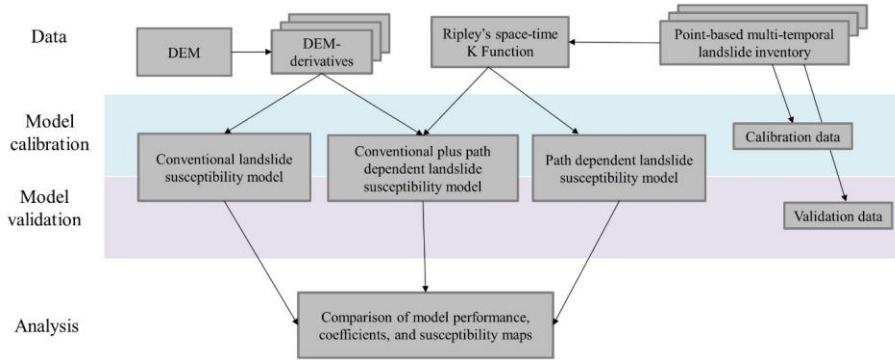 Data
DEM
DEM-
derivatives
Ripley's space-time
K Function
Point-based multi-temporal
landslide inventory
Model
calibration
Conventional landslide
susceptibility model
Conventional plus path
dependent landslide
susceptibility model
Path dependent landslide
susceptibility model
Calibration data
Model
validation
Validation data
Analysis
Comparison of model performance,
coefficients, and susceptibility maps